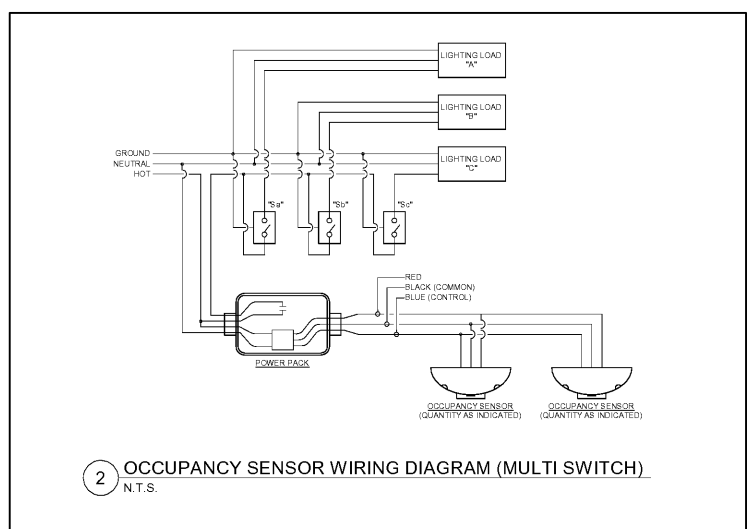 LIGHTING LOAD
"A"
LIGHTING LOAD
"B"
GROUND
NEUTRAL
HOT
LIGHTING LOAD
"C"
"Sa"
"Sb"
"Sc"
RED
BLACK (COMMON)
BLUE (CONTROL)
POWER PACK
OCCUPANCY SENSOR
(QUANTITY AS INDICATED)
OCCUPANCY SENSOR
(QUANTITY AS INDICATED)
2
OCCUPANCY SENSOR WIRING DIAGRAM (MULTI SWITCH)
N.T.S.